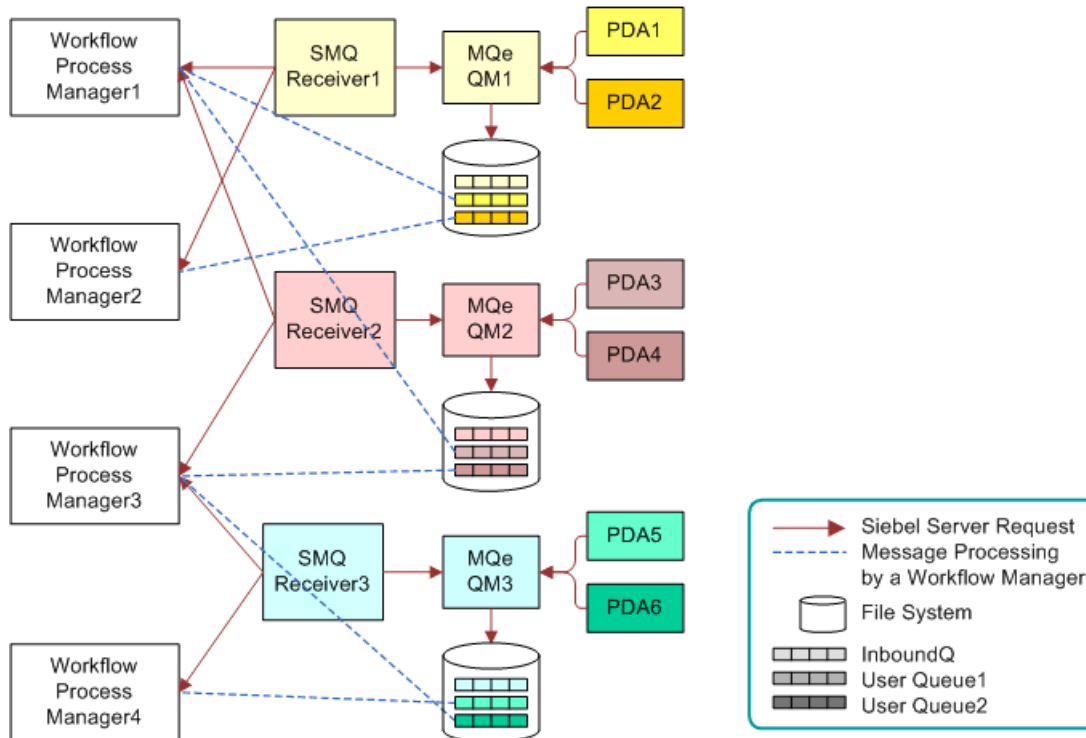 Workflow
Process
Manager1
SMQ
Receiver1
MQe
QM1
PDA1
PDA2
Workflow
Process
Manager2
SMQ
Receiver2
MQe
QM2
PDA3
PDA4
Workflow
Process
Manager3
SMQ
Receiver3
MQe
QM3
PDA5
PDA6
Workflow
Process
Manager4
Siebel Server Request
Message Processing
by a Workflow Manager
File System
InboundQ
User Queue1
User Queue2